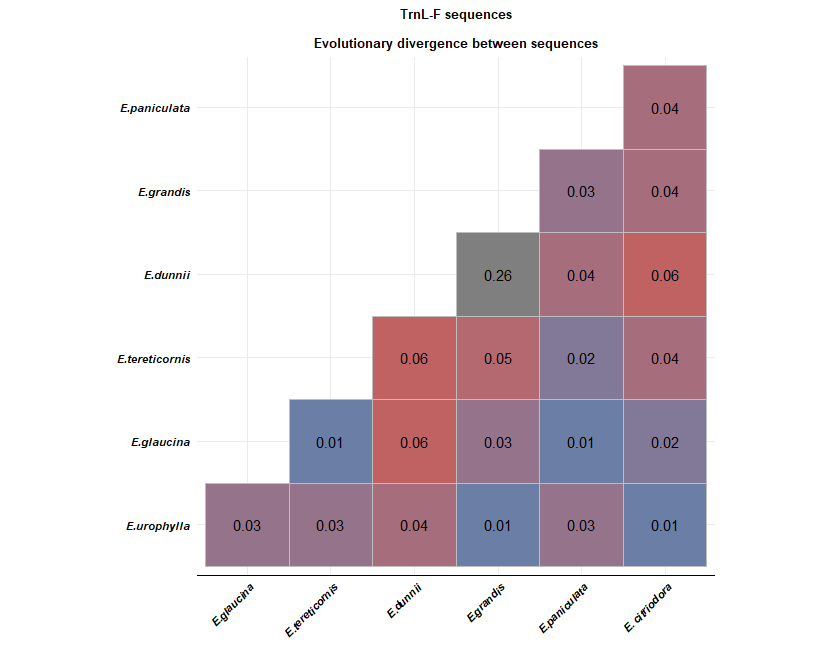 TrnL-F sequences
Evolutionary divergence between sequences
E.paniculata 0.04
E.grandis 0.03 0.04
E.dunnii 0.26 0.04 0.06
E.tereticornis 0.06 0.05 0.02 0.04
E.glaucina 0.01 0.06 0.03 0.01 0.02
E.urophylla 0.03 0.03 0.04 0.01 0.03 0.01
E.glaucina E.tereticornis E.dunnii E.grandis E.paniculata E. citriodora